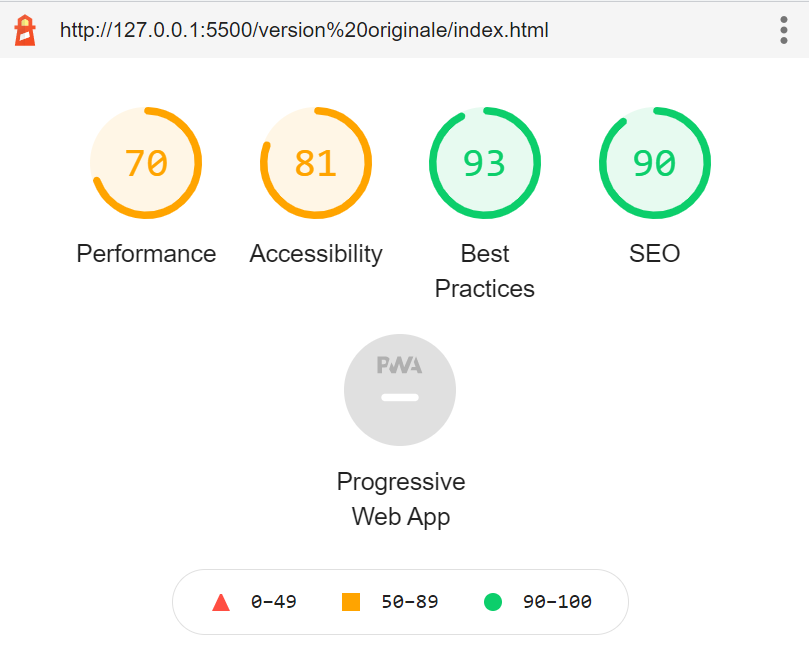 http://127.0.0.1:5500/version%20originale/index.html
70
81
93
90
Performance
Accessibility
Best
Practices
SEO
PWA
Progressive
Web App
0–49
50–89
90–100